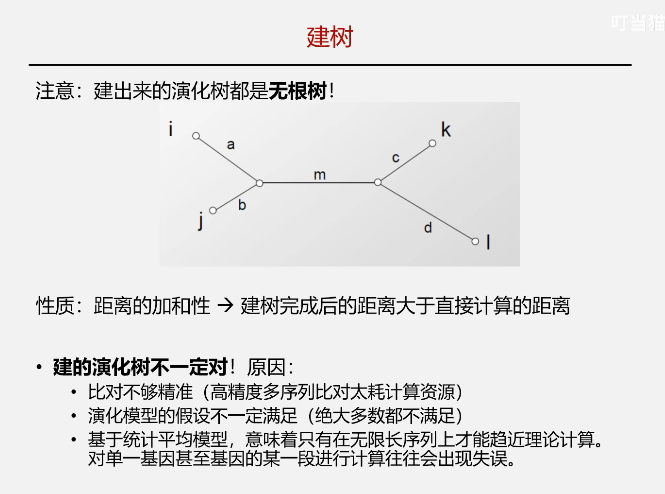 叮当猫
建树
注意：建出来的演化树都是无根树！
i
a
k
c
m
j
b
d
l
性质：距离的加和性 → 建树完成后的距离大于直接计算的距离
• 建的演化树不一定对！原因：
• 比对不够精准（高精度多序列比对太耗计算资源）
• 演化模型的假设不一定满足（绝大多数都不满足）
• 基于统计平均模型，意味着只有在无限长序列上才能趋近理论计算。
对单一基因甚至基因的某一段进行计算往往会出现失误。